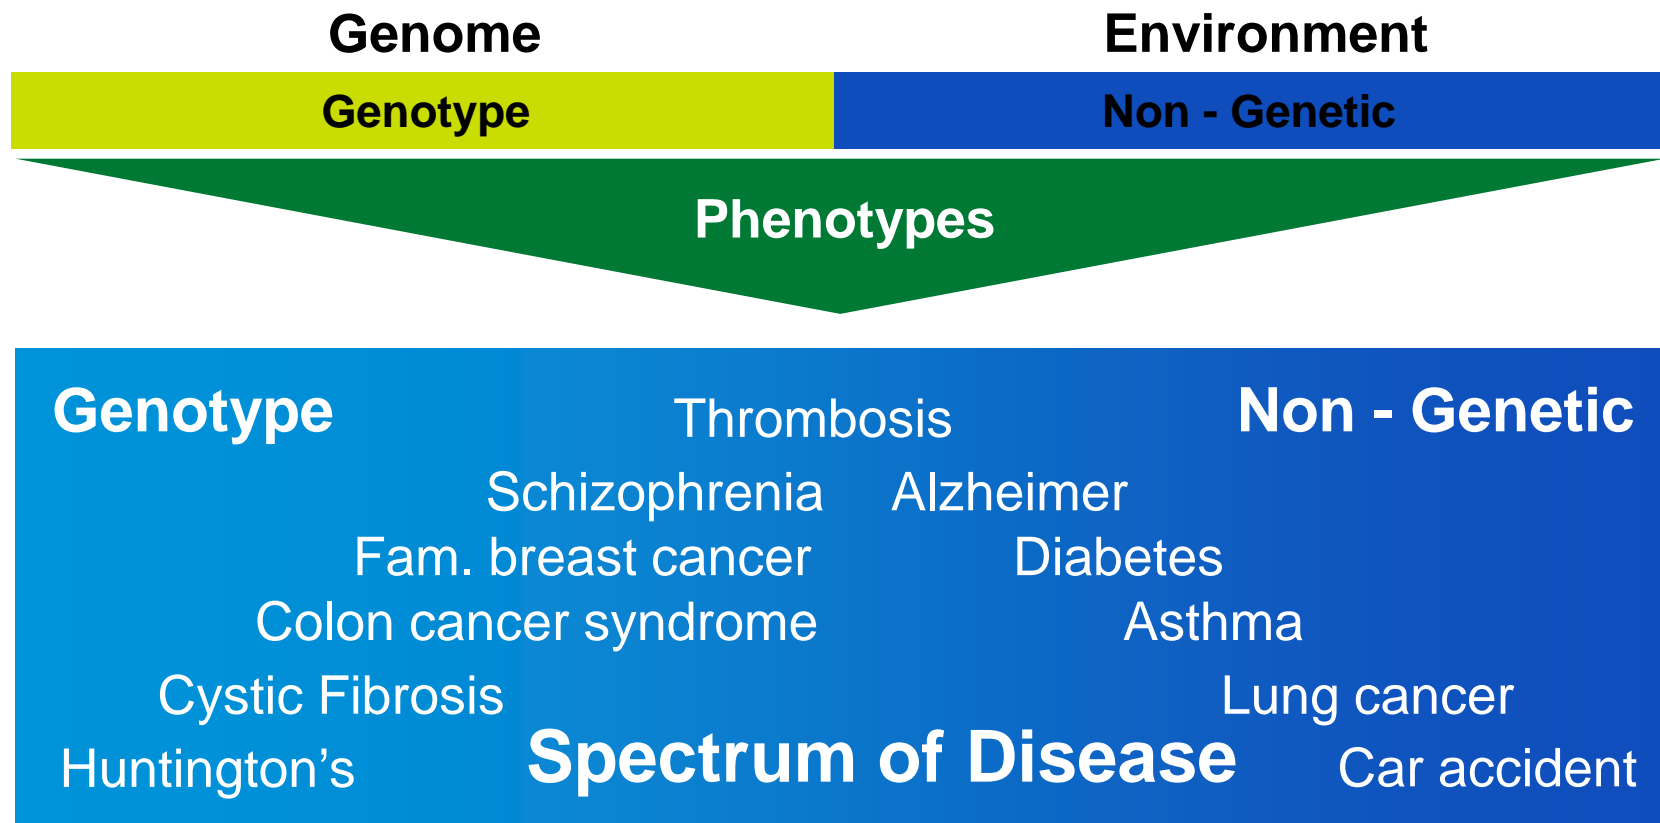 Genome Environment
Genotype Non - Genetic
Phenotypes
Genotype Thrombosis Non - Genetic
Schizophrenia Alzheimer
Fam. breast cancer Diabetes
Colon cancer syndrome Asthma
Cystic Fibrosis Lung cancer
Huntington’s Spectrum of Disease Car accident